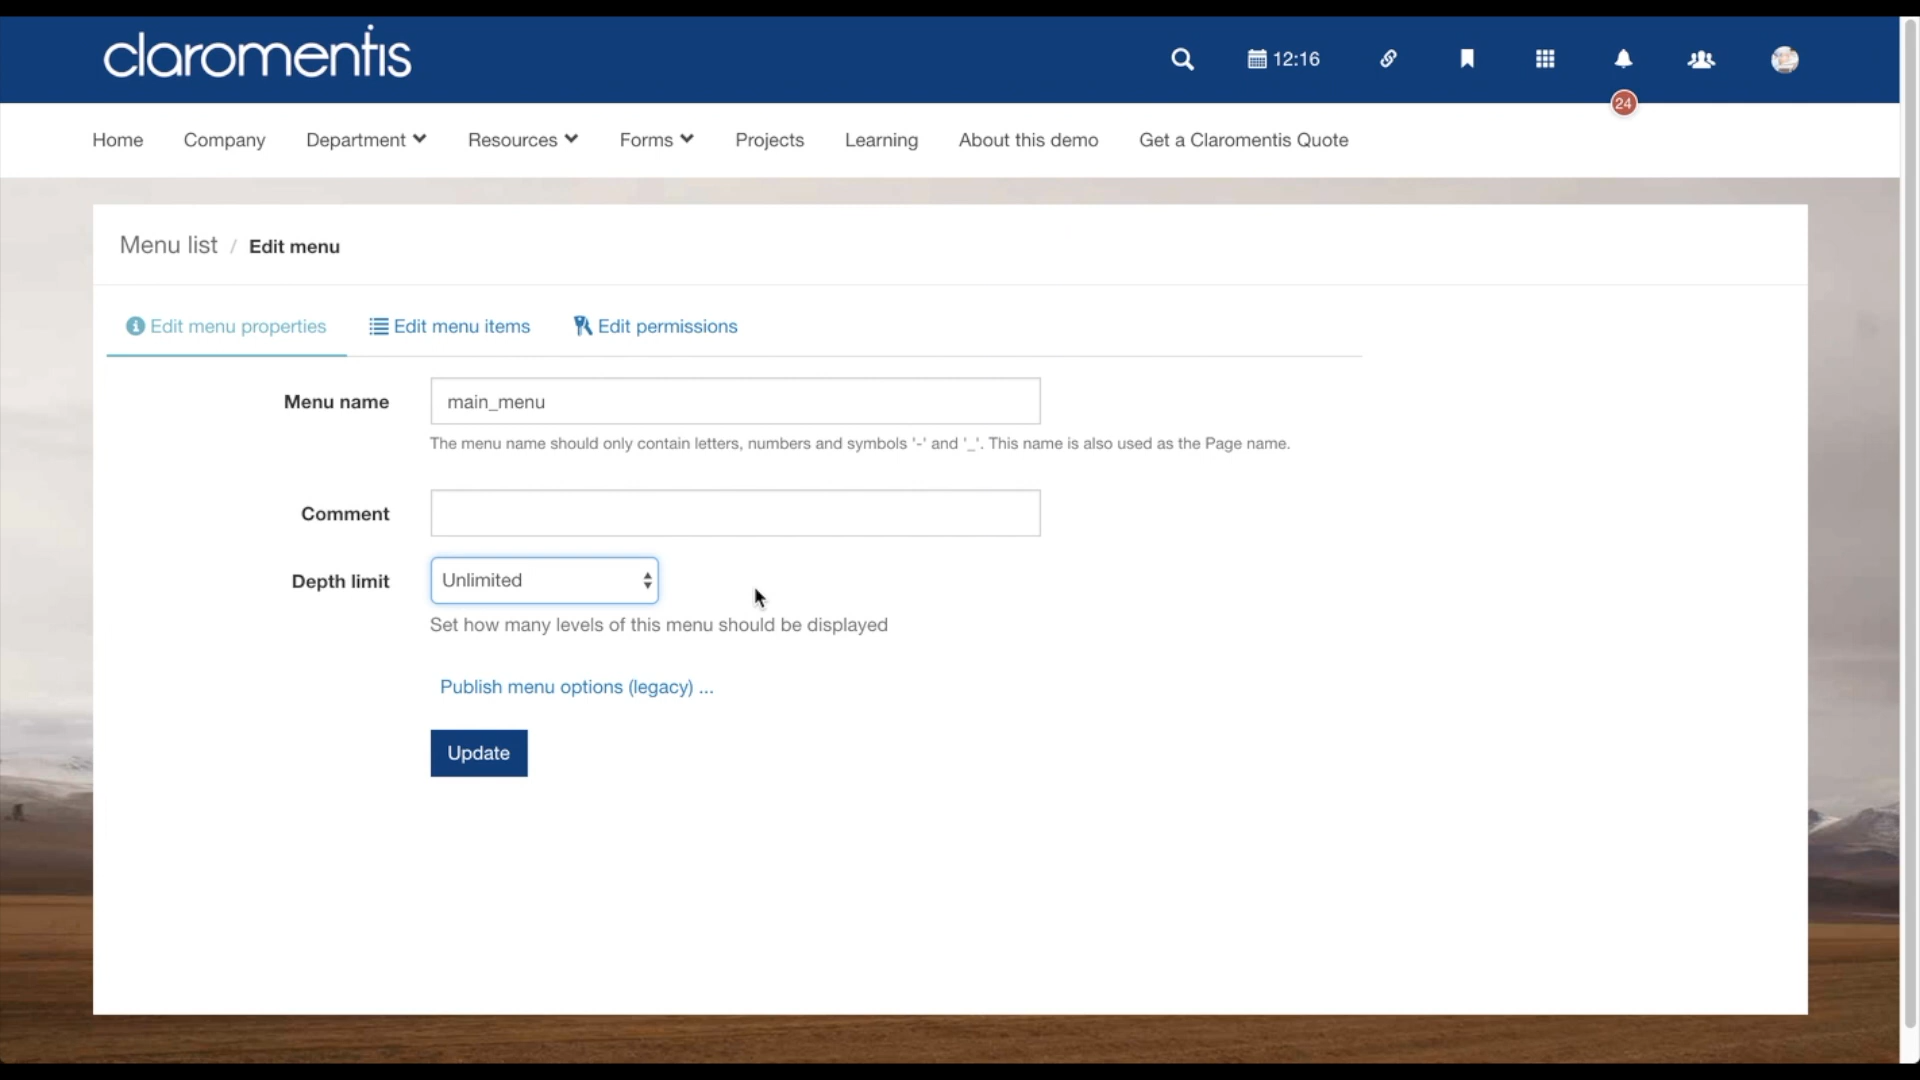 claromentis
12:16
24
Home Company Department Resources Forms Projects Learning About this demo Get a Claromentis Quote
Menu list / Edit menu
Edit menu properties Edit menu items Edit permissions
Menu name main_menu
The menu name should only contain letters, numbers and symbols '-' and '_'. This name is also used as the Page name.
Comment
Depth limit Unlimited
Set how many levels of this menu should be displayed
Publish menu options (legacy) ...
Update